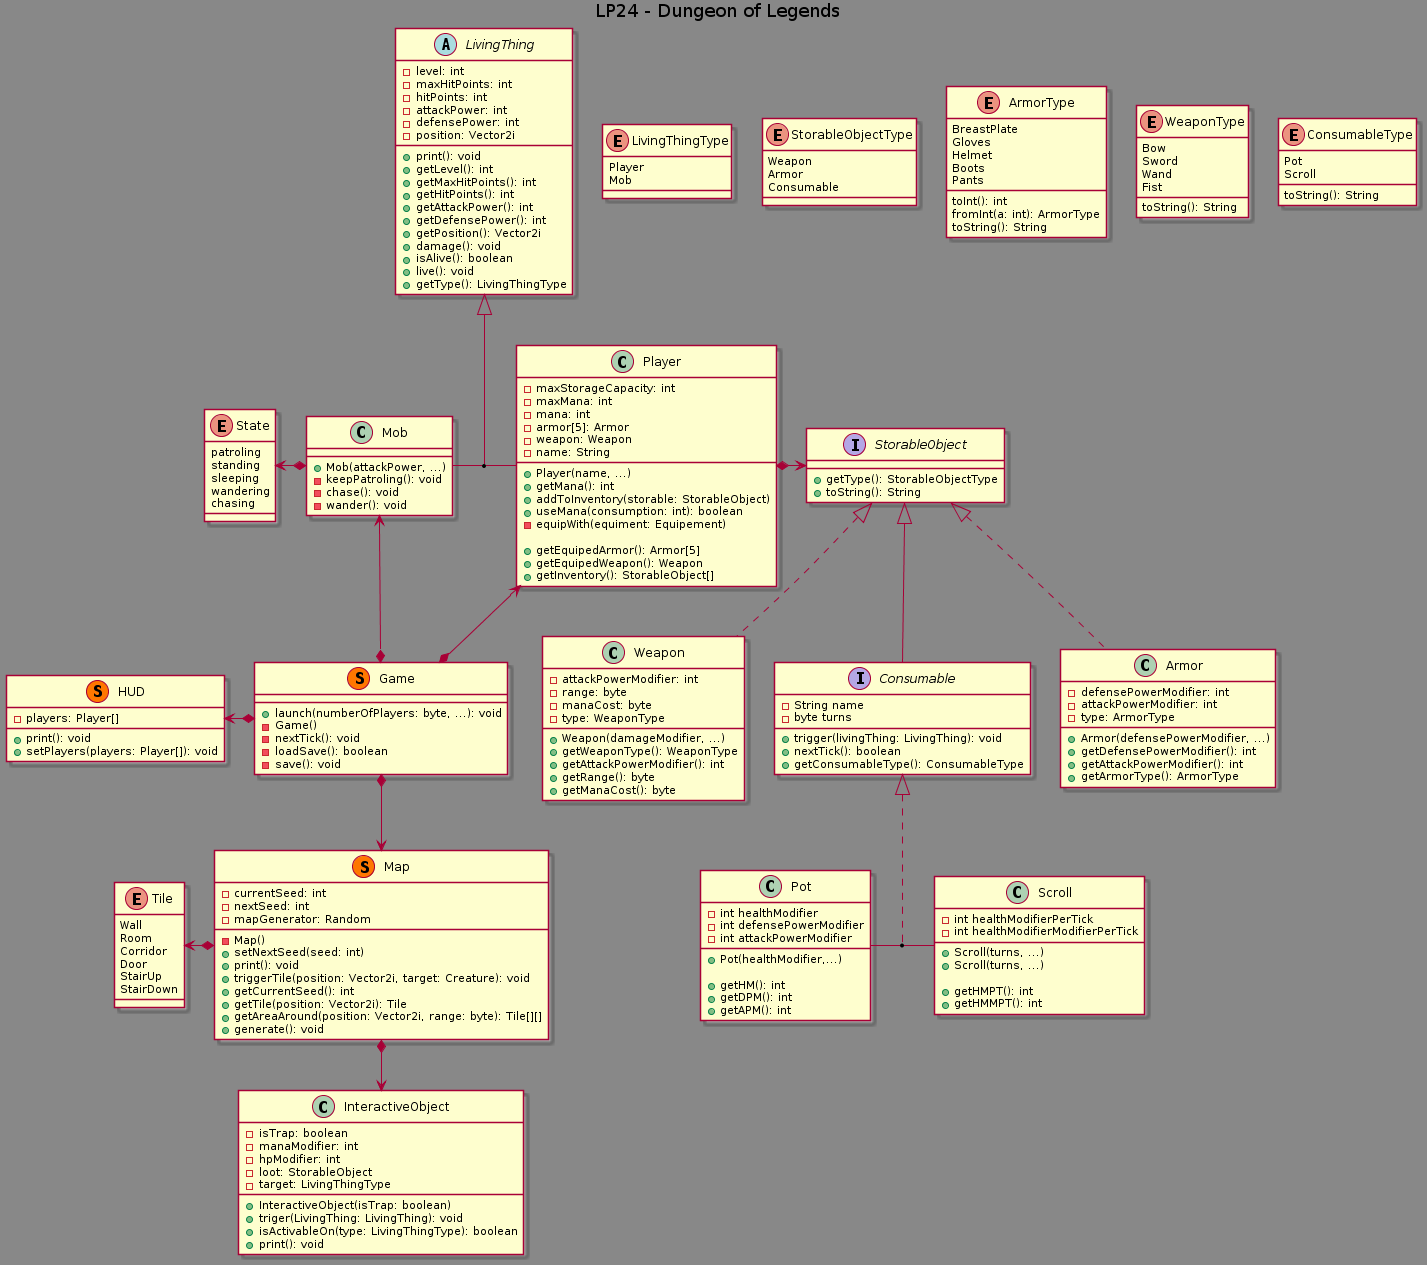 LP24 - Dungeon of Legends
A LivingThing
level: int
maxHitPoints: int
hitPoints: int
attackPower: int
defensePower: int
position: Vector2i
print(): void
getLevel(): int
getMaxHitPoints(): int
getHitPoints(): int
getAttackPower(): int
getDefensePower(): int
getPosition(): Vector2i
damage(): void
isAlive(): boolean
live(): void
getType(): LivingThingType
E LivingThingType
Player
Mob
E StorableObjectType
Weapon
Armor
Consumable
E ArmorType
BreastPlate
Gloves
Helmet
Boots
Pants
toInt(): int
fromInt(a: int): ArmorType
toString(): String
E WeaponType
Bow
Sword
Wand
Fist
toString(): String
E ConsumableType
Pot
Scroll
toString(): String
E State
patroling
standing
sleeping
wandering
chasing
C Mob
Mob(attackPower, ...)
keepPatroling(): void
chase(): void
wander(): void
C Player
maxStorageCapacity: int
maxMana: int
mana: int
armor[5]: Armor
weapon: Weapon
name: String
Player(name, ...)
getMana(): int
addToInventory(storable: StorableObject)
useMana(consumption: int): boolean
equipWith(equiment: Equipement)
getEquipedArmor(): Armor[5]
getEquipedWeapon(): Weapon
getInventory(): StorableObject[]
I StorableObject
getType(): StorableObjectType
toString(): String
S HUD
players: Player[]
print(): void
setPlayers(players: Player[]): void
S Game
launch(numberOfPlayers: byte, ...): void
Game()
nextTick(): void
loadSave(): boolean
save(): void
C Weapon
attackPowerModifier: int
range: byte
manaCost: byte
type: WeaponType
Weapon(damageModifier, ...)
getWeaponType(): WeaponType
getAttackPowerModifier(): int
getRange(): byte
getManaCost(): byte
I Consumable
String name
byte turns
trigger(livingThing: LivingThing): void
nextTick(): boolean
getConsumableType(): ConsumableType
C Armor
defensePowerModifier: int
attackPowerModifier: int
type: ArmorType
Armor(defensePowerModifier, ...)
getDefensePowerModifier(): int
getAttackPowerModifier(): int
getArmorType(): ArmorType
E Tile
Wall
Room
Corridor
Door
StairUp
StairDown
S Map
currentSeed: int
nextSeed: int
mapGenerator: Random
Map()
setNextSeed(seed: int)
print(): void
triggerTile(position: Vector2i, target: Creature): void
getCurrentSeed(): int
getTile(position: Vector2i): Tile
getAreaAround(position: Vector2i, range: byte): Tile[][]
generate(): void
C Pot
int healthModifier
int defensePowerModifier
int attackPowerModifier
Pot(healthModifier,...)
getHM(): int
getDPM(): int
getAPM(): int
C Scroll
int healthModifierPerTick
int healthModifierModifierPerTick
Scroll(turns, ...)
Scroll(turns, ...)
getHMPT(): int
getHMMPT(): int
C InteractiveObject
isTrap: boolean
manaModifier: int
hpModifier: int
loot: StorableObject
target: LivingThingType
InteractiveObject(isTrap: boolean)
triger(LivingThing: LivingThing): void
isActivableOn(type: LivingThingType): boolean
print(): void